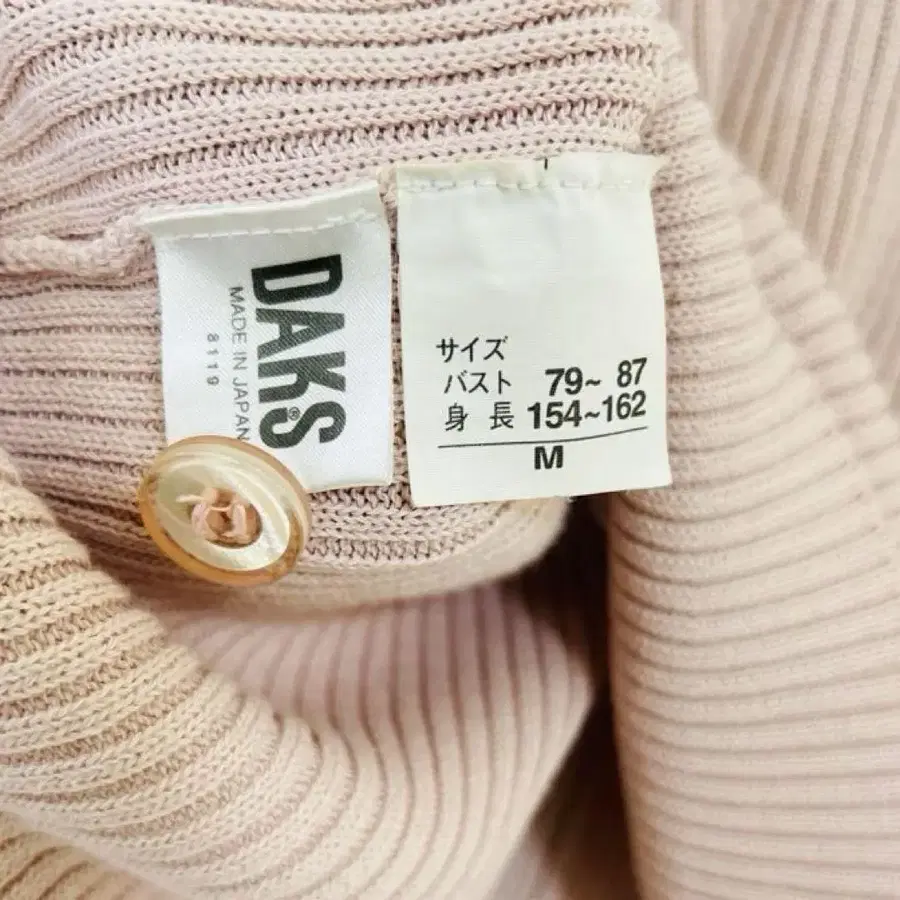 DAKS®
MADE IN JAPAN
8119
サイズ
バスト 79~ 87
身 長 154~162
M